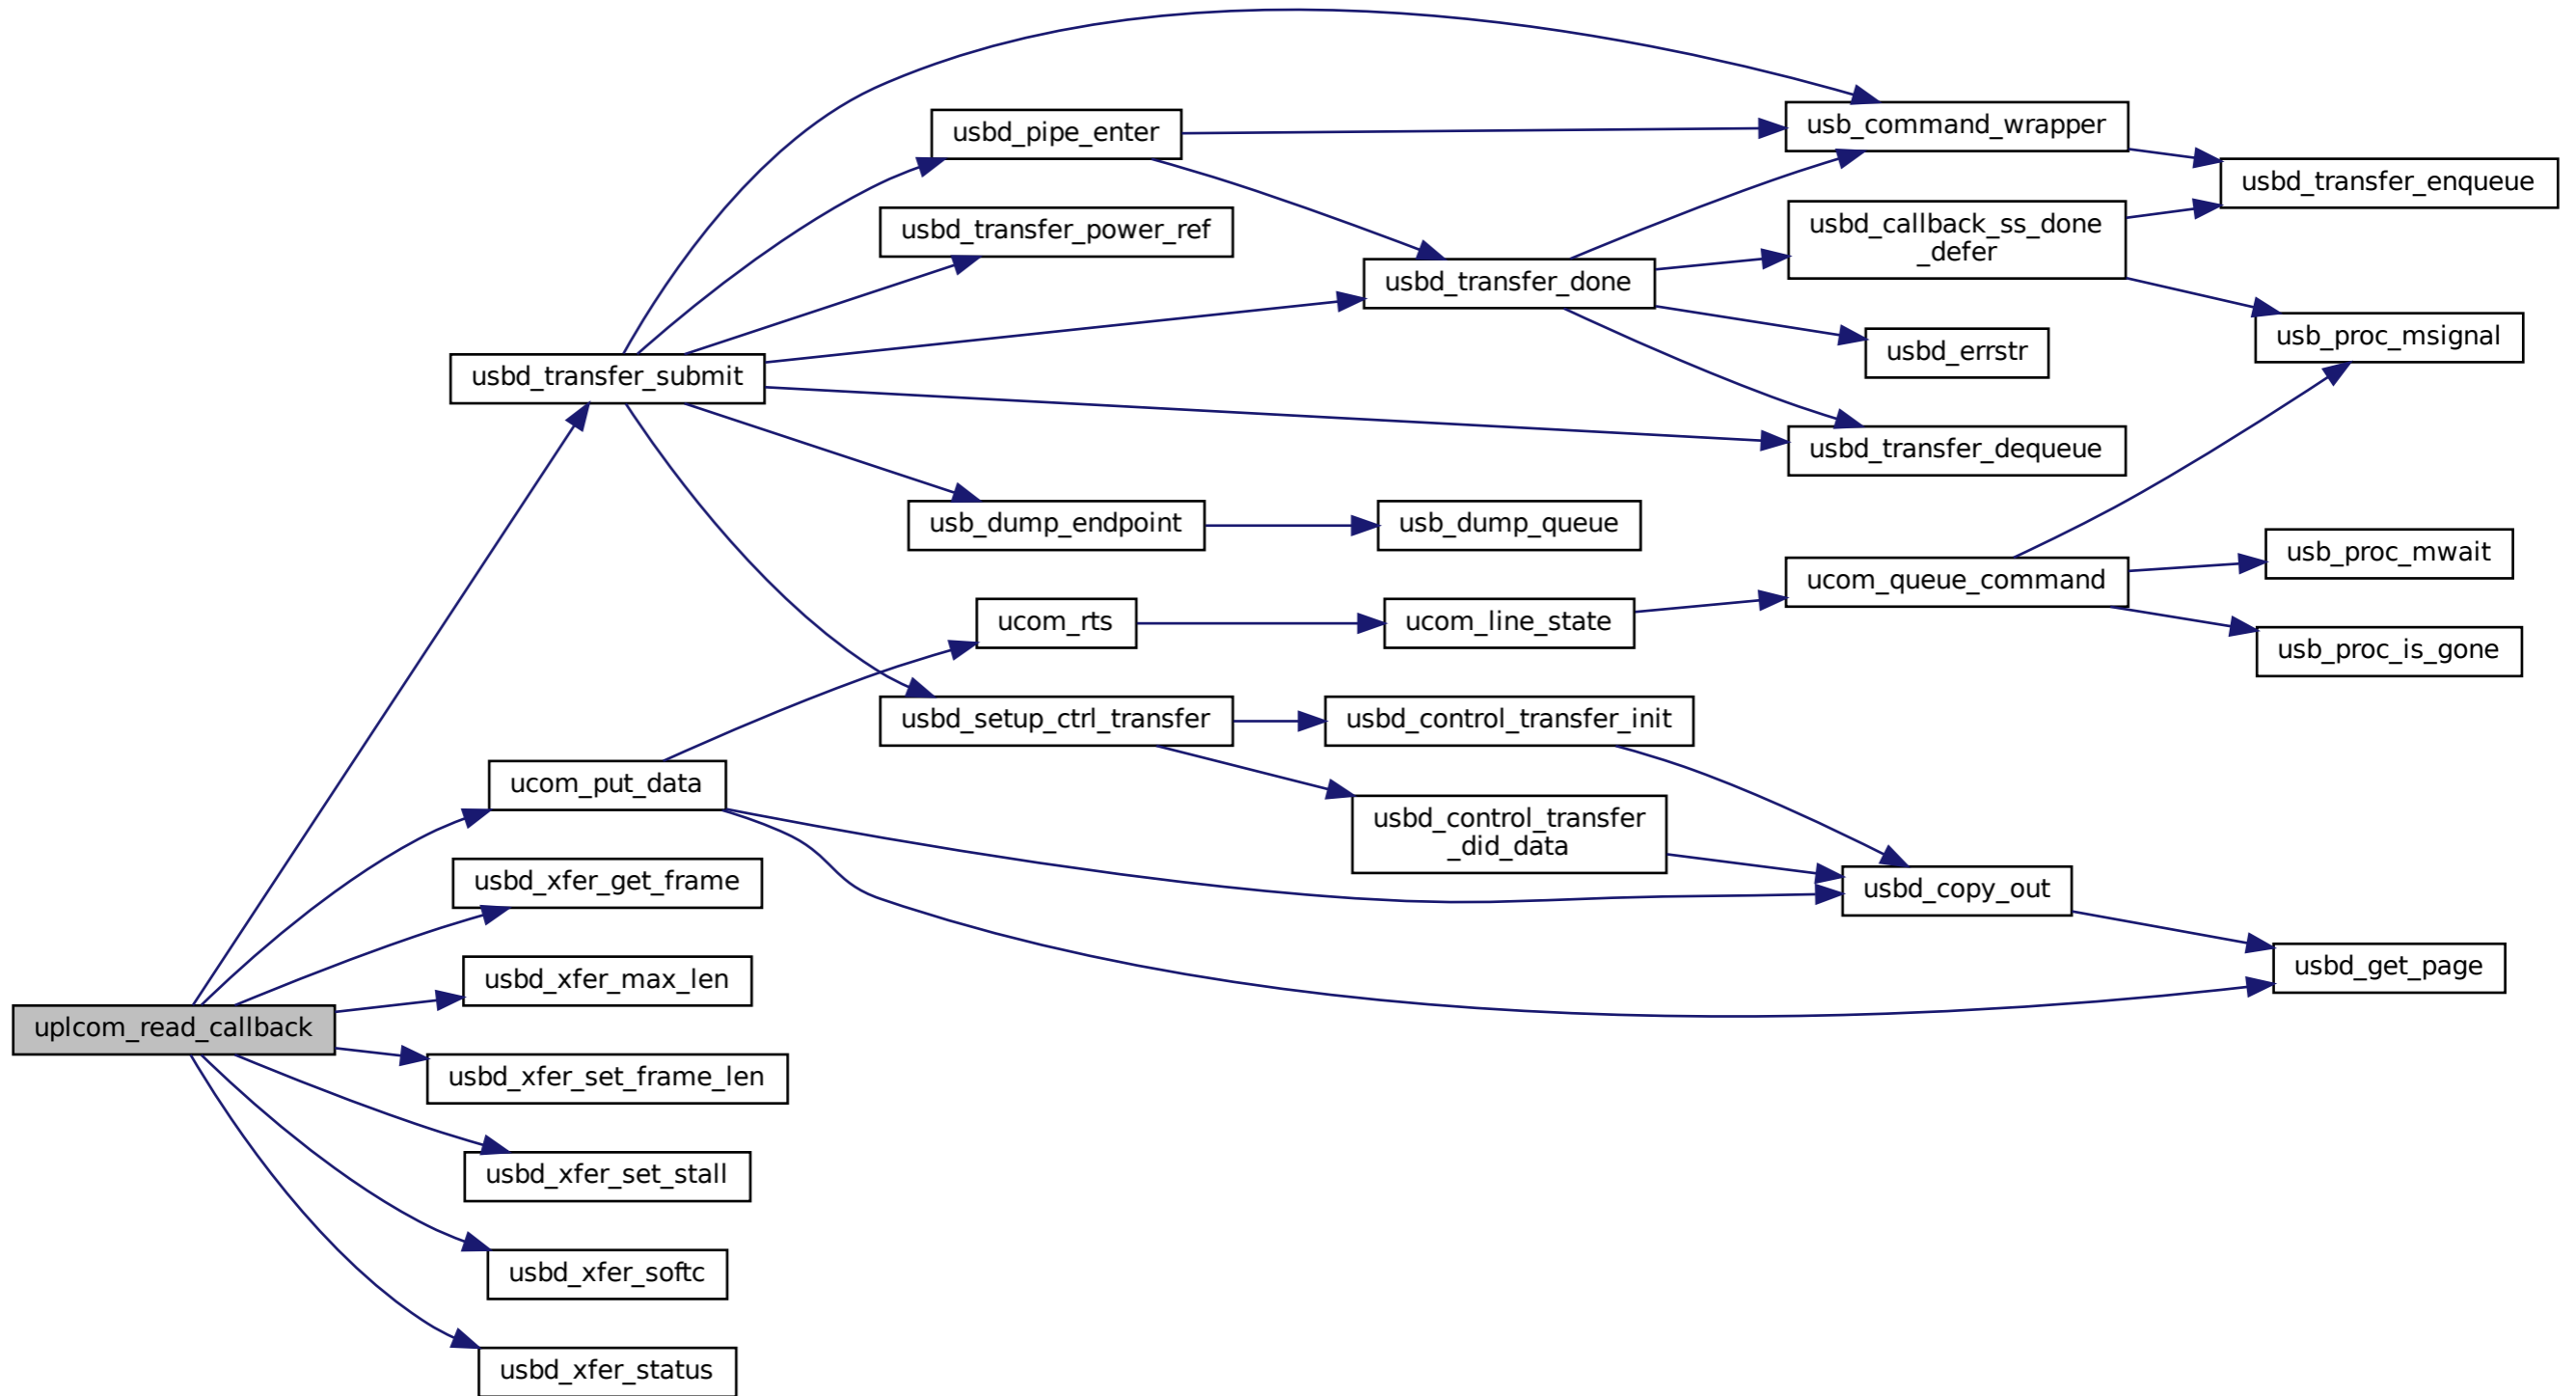 usbd_pipe_enter
usb_command_wrapper
usbd_transfer_enqueue
usbd_transfer_power_ref
usbd_callback_ss_done
_defer
usbd_transfer_done
usb_proc_msignal
usbd_errstr
usbd_transfer_submit
usbd_transfer_dequeue
usb_dump_endpoint
usb_dump_queue
usb_proc_mwait
ucom_queue_command
ucom_rts
ucom_line_state
usb_proc_is_gone
usbd_setup_ctrl_transfer
usbd_control_transfer_init
ucom_put_data
usbd_control_transfer
_did_data
usbd_xfer_get_frame
usbd_copy_out
usbd_get_page
usbd_xfer_max_len
uplcom_read_callback
usbd_xfer_set_frame_len
usbd_xfer_set_stall
usbd_xfer_softc
usbd_xfer_status